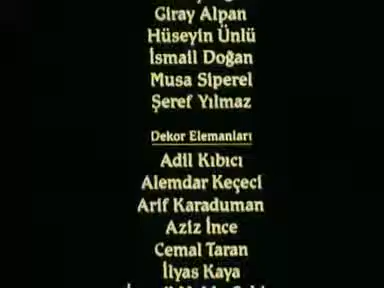 Giray Alpan
Hüseyin Ünlü
İsmail Doğan
Musa Siperel
Şeref Yılmaz
Dekor Elemanları
Adil Kıbıcı
Alemdar Keçeci
Arif Karaduman
Aziz İnce
Cemal Taran
İlyas Kaya